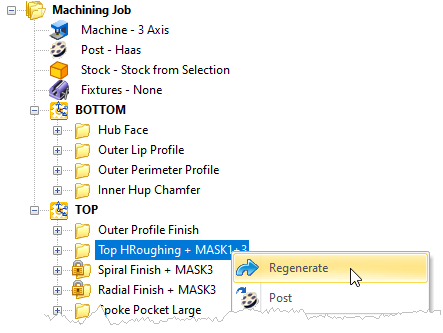 Machining Job
Machine - 3 Axis
Post - Haas
Stock - Stock from Selection
Fixtures - None
BOTTOM
Hub Face
Outer Lip Profile
Outer Perimeter Profile
Inner Hup Chamfer
TOP
Outer Profile Finish
Top HRoughing + MASK1+3
Spiral Finish + MASK3
Radial Finish + MASK3
Spoke Pocket Large
Regenerate
Post